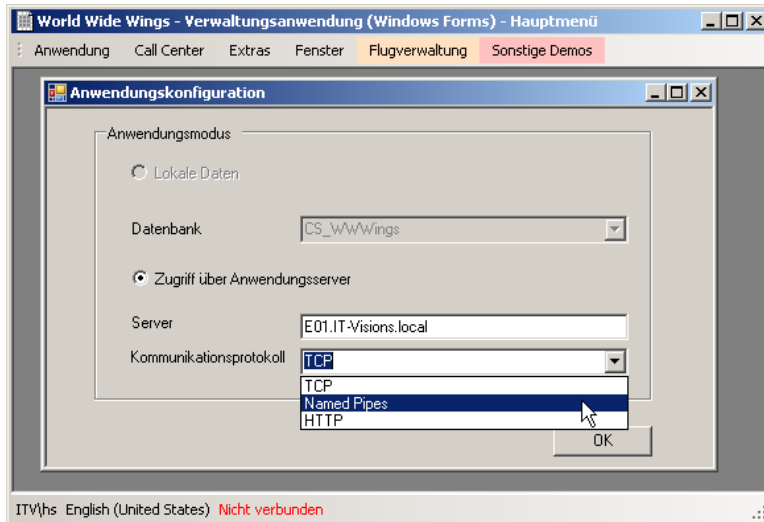 World Wide Wings - Verwaltungsanwendung (Windows Forms) - Hauptmenü
Anwendung Call Center Extras Fenster Flugverwaltung Sonstige Demos
Anwendungskonfiguration
Anwendungsmodus
Lokale Daten
Datenbank CS_WWWings
Zugriff über Anwendungsserver
Server E01.IT-Visions.local
Kommunikationsprotokoll TCP
TCP
Named Pipes
HTTP
OK
ITV\hs English (United States) Nicht verbunden